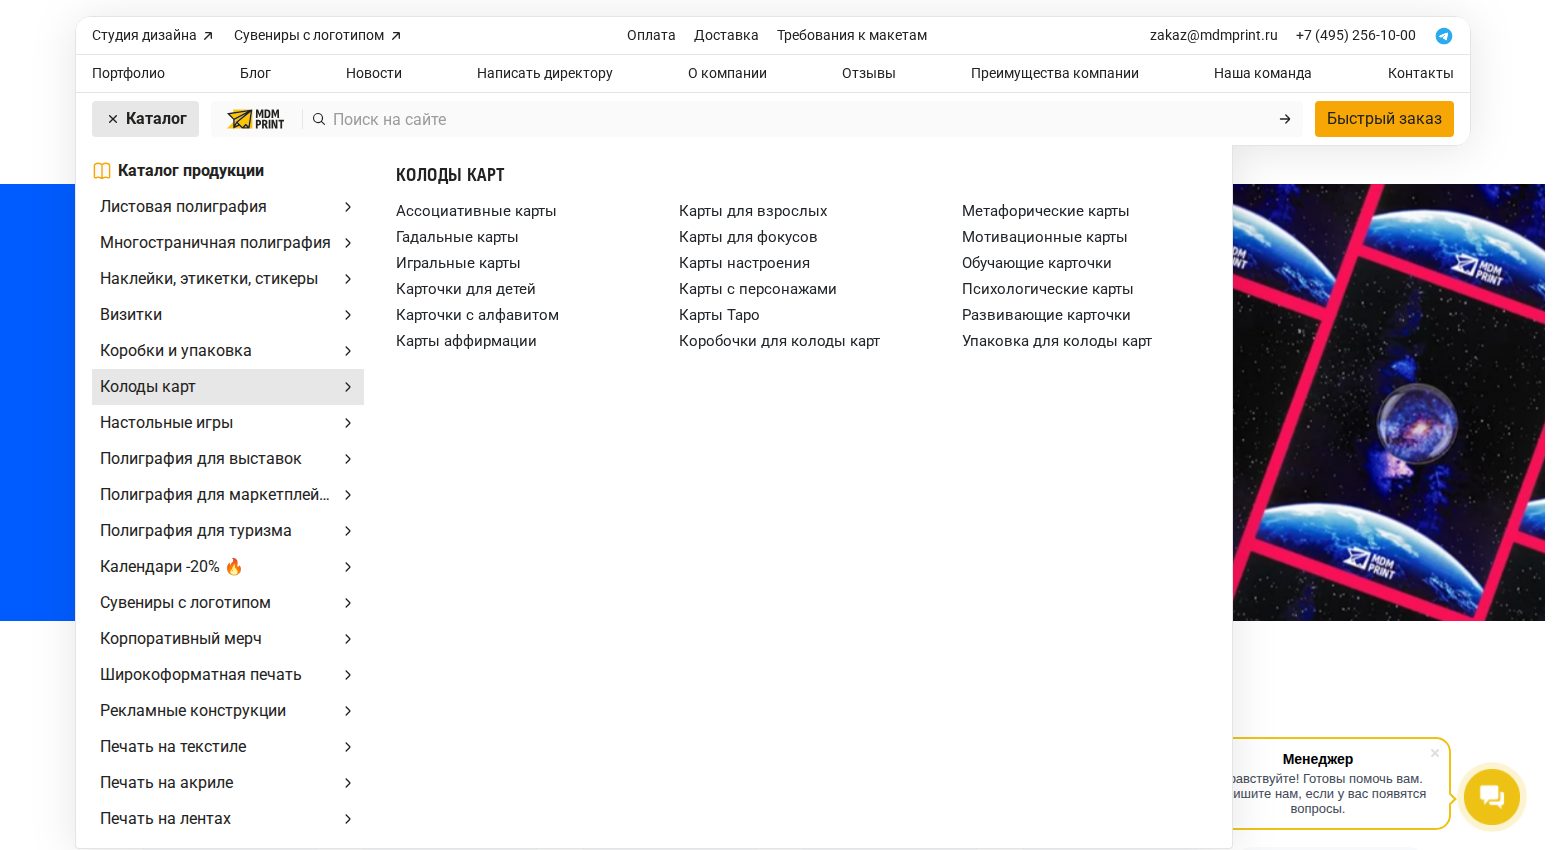 Студия дизайна
Сувениры с логотипом
Оплата
Доставка
Требования к макетам
zakaz@mdmprint.ru
+7 (495) 256-10-00
Портфолио
Блог
Новости
Написать директору
О компании
Отзывы
Преимущества компании
Наша команда
Контакты
Каталог
MDM
PRINT
Поиск на сайте
Быстрый заказ
Каталог продукции
Листовая полиграфия
Многостраничная полиграфия
Наклейки, этикетки, стикеры
Визитки
Коробки и упаковка
Колоды карт
Настольные игры
Полиграфия для выставок
Полиграфия для маркетплей...
Полиграфия для туризма
Календари -20% 🔥
Сувениры с логотипом
Корпоративный мерч
Широкоформатная печать
Рекламные конструкции
Печать на текстиле
Печать на акриле
Печать на лентах
КОЛОДЫ КАРТ
Ассоциативные карты
Гадальные карты
Игральные карты
Карточки для детей
Карточки с алфавитом
Карты аффирмации
Карты для взрослых
Карты для фокусов
Карты настроения
Карты с персонажами
Карты Таро
Коробочки для колоды карт
Метафорические карты
Мотивационные карты
Обучающие карточки
Психологические карты
Развивающие карточки
Упаковка для колоды карт
MDM
PRINT
MDM
PRINT
Менеджер
равствуйте! Готовы помочь вам.
ишите нам, если у вас появятся
вопросы.